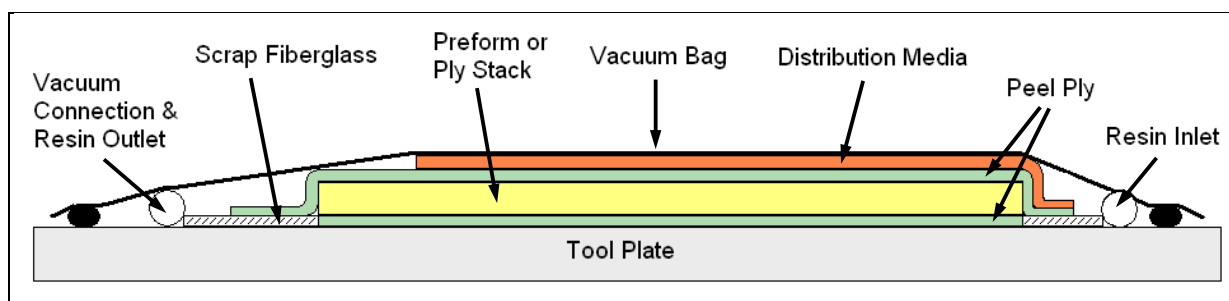 Vacuum
Connection &
Resin Outlet
Scrap Fiberglass
Preform or
Ply Stack
Vacuum Bag
Distribution Media
Peel Ply
Resin Inlet
Tool Plate